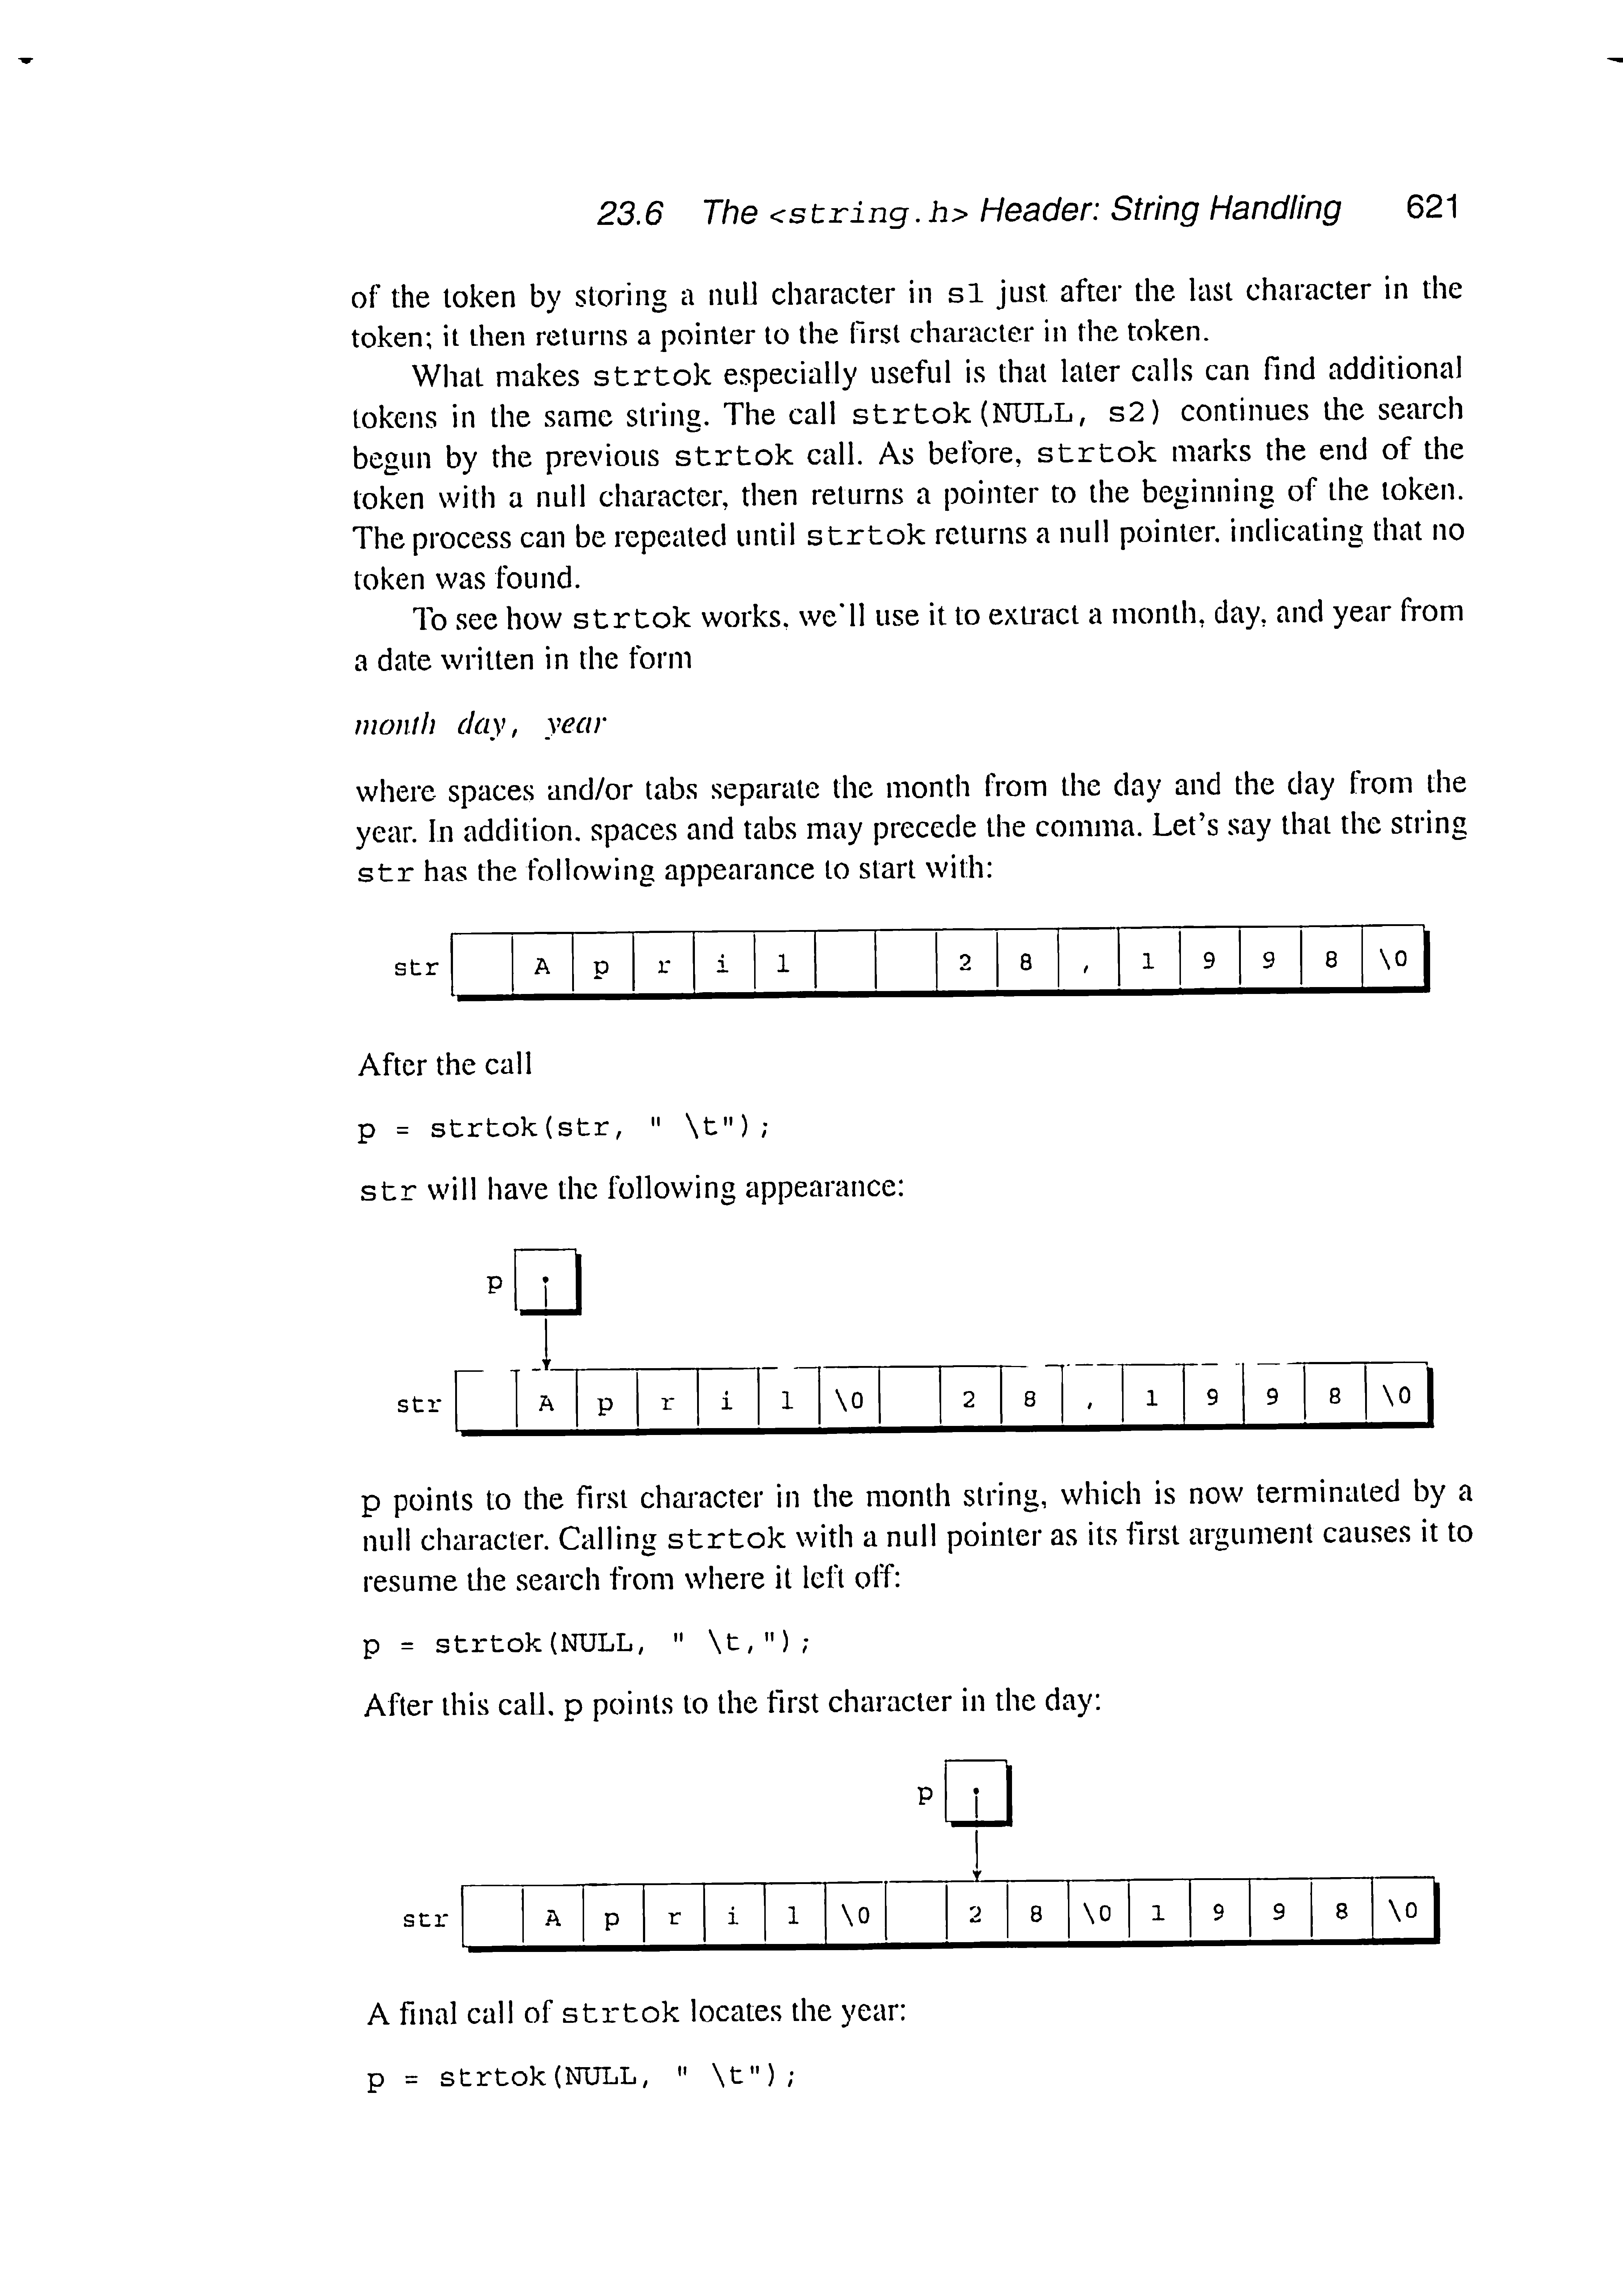 23.6 The <string.h> Header: String Handling 621
of the token by storing a null character in s1 just after the last character in the
token; it then returns a pointer to the first character in the token.
What makes strtok especially useful is that later calls can find additional
tokens in the same string. The call strtok(NULL, s2) continues the search
begun by the previous strtok call. As before, strtok marks the end of the
token with a null character, then returns a pointer to the beginning of the token.
The process can be repeated until strtok returns a null pointer, indicating that no
token was found.
To see how strtok works, we'll use it to extract a month, day, and year from
a date written in the form
month day, year
where spaces and/or tabs separate the month from the day and the day from the
year. In addition, spaces and tabs may precede the comma. Let's say that the string
str has the following appearance to start with:
str A p r i l 2 8 , 1 9 9 8 \0
After the call
p = strtok(str, " \t");
str will have the following appearance:
p
str A p r i l \0 2 8 , 1 9 9 8 \0
p points to the first character in the month string, which is now terminated by a
null character. Calling strtok with a null pointer as its first argument causes it to
resume the search from where it left off:
p = strtok(NULL, " \t,");
After this call, p points to the first character in the day:
p
str A p r i l \0 2 8 \0 1 9 9 8 \0
A final call of strtok locates the year:
p = strtok(NULL, " \t");